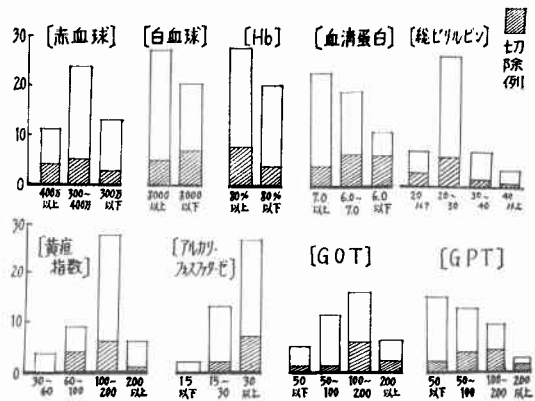 [赤血球] [白血球] [Hb] [血清蛋白] [総ビリルビン]
切除例
30
20
10
0
400万以上 300~400万 300万以下
8000以上 8000以下
80%以上 80%以下
7.0以上 6.0~7.0 6.0以下
20以下 20~30 30~40 40以上
[黄疸指数] [アルカリ-フォスファターゼ] [GOT] [GPT]
30
20
10
0
30~60 60~100 100~200 200以上
15以下 15~30 30以上
50以下 50~100 100~200 200以上
50以下 50~100 100~200 200以上